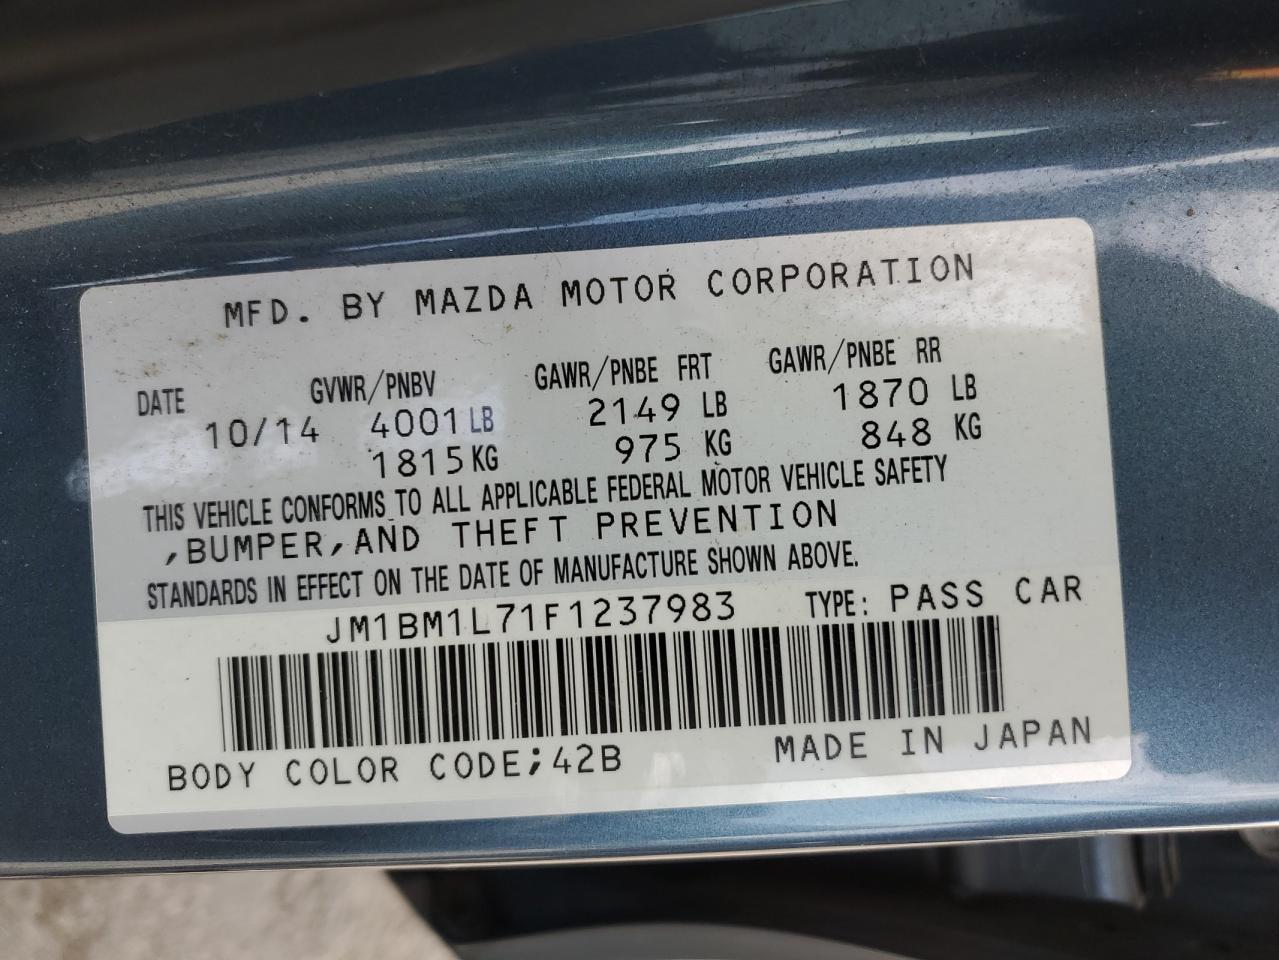 MFD. BY MAZDA MOTOR CORPORATION
DATE GVWR/PNBV GAWR/PNBE FRT GAWR/PNBE RR
10/14 4001 LB 2149 LB 1870 LB
1815 KG 975 KG 848 KG
THIS VEHICLE CONFORMS TO ALL APPLICABLE FEDERAL MOTOR VEHICLE SAFETY
,BUMPER,AND THEFT PREVENTION
STANDARDS IN EFFECT ON THE DATE OF MANUFACTURE SHOWN ABOVE.
JM1BM1L71F1237983 TYPE: PASS CAR
BODY COLOR CODE;42B MADE IN JAPAN